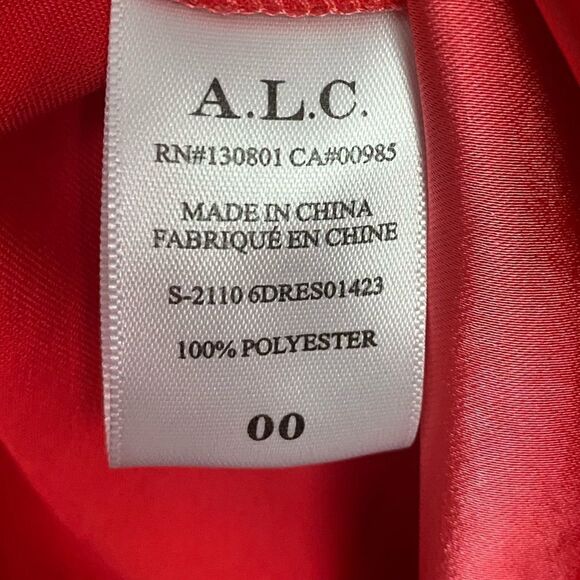 A.L.C.
RN#130801 CA#00985
MADE IN CHINA
FABRIQUÉ EN CHINE
S-2110 6DRES01423
100% POLYESTER
00